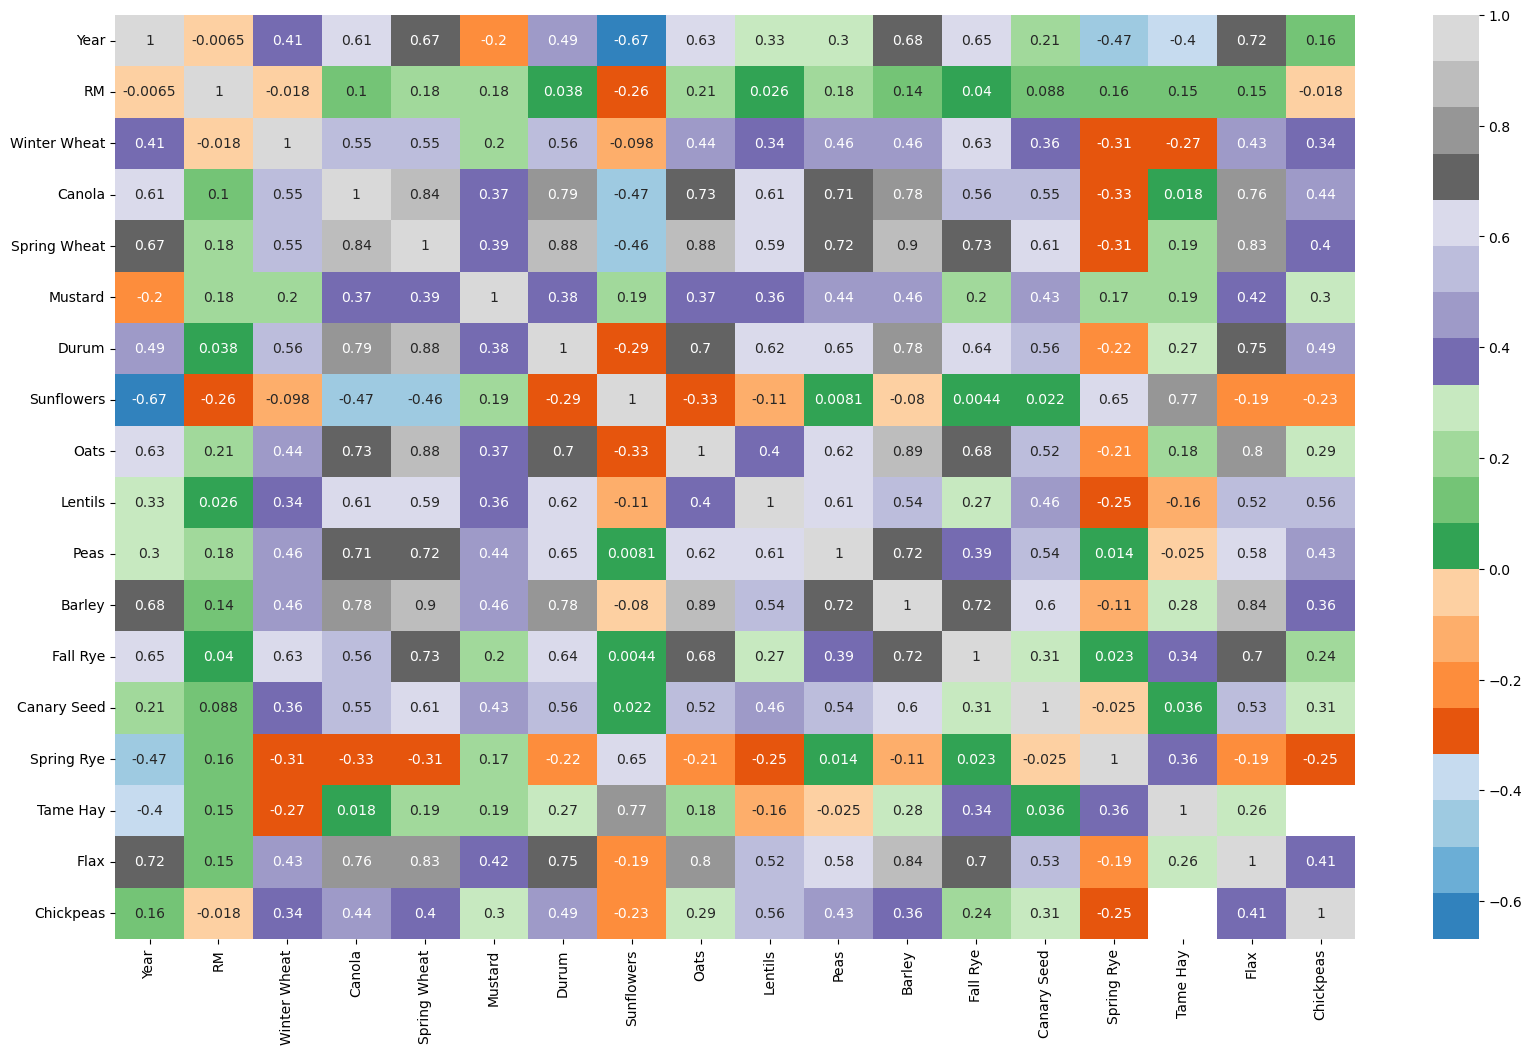 Year 1 -0.0065 0.41 0.61 0.67 -0.2 0.49 -0.67 0.63 0.33 0.3 0.68 0.65 0.21 -0.47 -0.4 0.72 0.16
RM -0.0065 1 -0.018 0.1 0.18 0.18 0.038 -0.26 0.21 0.026 0.18 0.14 0.04 0.088 0.16 0.15 0.15 -0.018
Winter Wheat 0.41 -0.018 1 0.55 0.55 0.2 0.56 -0.098 0.44 0.34 0.46 0.46 0.63 0.36 -0.31 -0.27 0.43 0.34
Canola 0.61 0.1 0.55 1 0.84 0.37 0.79 -0.47 0.73 0.61 0.71 0.78 0.56 0.55 -0.33 0.018 0.76 0.44
Spring Wheat 0.67 0.18 0.55 0.84 1 0.39 0.88 -0.46 0.88 0.59 0.72 0.9 0.73 0.61 -0.31 0.19 0.83 0.4
Mustard -0.2 0.18 0.2 0.37 0.39 1 0.38 0.19 0.37 0.36 0.44 0.46 0.2 0.43 0.17 0.19 0.42 0.3
Durum 0.49 0.038 0.56 0.79 0.88 0.38 1 -0.29 0.7 0.62 0.65 0.78 0.64 0.56 -0.22 0.27 0.75 0.49
Sunflowers -0.67 -0.26 -0.098 -0.47 -0.46 0.19 -0.29 1 -0.33 -0.11 0.0081 -0.08 0.0044 0.022 0.65 0.77 -0.19 -0.23
Oats 0.63 0.21 0.44 0.73 0.88 0.37 0.7 -0.33 1 0.4 0.62 0.89 0.68 0.52 -0.21 0.18 0.8 0.29
Lentils 0.33 0.026 0.34 0.61 0.59 0.36 0.62 -0.11 0.4 1 0.61 0.54 0.27 0.46 -0.25 -0.16 0.52 0.56
Peas 0.3 0.18 0.46 0.71 0.72 0.44 0.65 0.0081 0.62 0.61 1 0.72 0.39 0.54 0.014 -0.025 0.58 0.43
Barley 0.68 0.14 0.46 0.78 0.9 0.46 0.78 -0.08 0.89 0.54 0.72 1 0.72 0.6 -0.11 0.28 0.84 0.36
Fall Rye 0.65 0.04 0.63 0.56 0.73 0.2 0.64 0.0044 0.68 0.27 0.39 0.72 1 0.31 0.023 0.34 0.7 0.24
Canary Seed 0.21 0.088 0.36 0.55 0.61 0.43 0.56 0.022 0.52 0.46 0.54 0.6 0.31 1 -0.025 0.036 0.53 0.31
Spring Rye -0.47 0.16 -0.31 -0.33 -0.31 0.17 -0.22 0.65 -0.21 -0.25 0.014 -0.11 0.023 -0.025 1 0.36 -0.19 -0.25
Tame Hay -0.4 0.15 -0.27 0.018 0.19 0.19 0.27 0.77 0.18 -0.16 -0.025 0.28 0.34 0.036 0.36 1 0.26
Flax 0.72 0.15 0.43 0.76 0.83 0.42 0.75 -0.19 0.8 0.52 0.58 0.84 0.7 0.53 -0.19 0.26 1 0.41
Chickpeas 0.16 -0.018 0.34 0.44 0.4 0.3 0.49 -0.23 0.29 0.56 0.43 0.36 0.24 0.31 -0.25 0.41 1
Year RM Winter Wheat Canola Spring Wheat Mustard Durum Sunflowers Oats Lentils Peas Barley Fall Rye Canary Seed Spring Rye Tame Hay Flax Chickpeas
1.0
0.8
0.6
0.4
0.2
0.0
−0.2
−0.4
−0.6